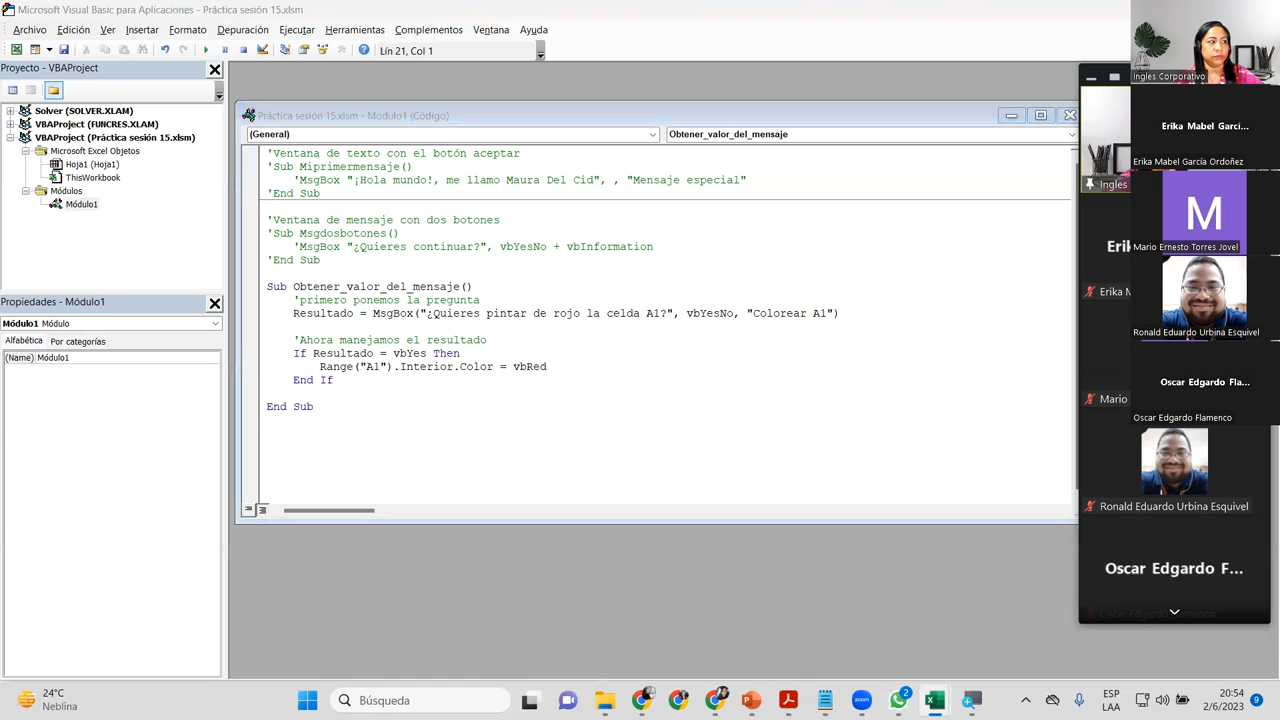 Microsoft Visual Basic para Aplicaciones - Práctica sesión 15.xlsm
Archivo Edición Ver Insertar Formato Depuración Ejecutar Herramientas Complementos Ventana Ayuda
Lín 21, Col 1
Proyecto - VBAProject
Solver (SOLVER.XLAM)
VBAProject (FUNCRES.XLAM)
VBAProject (Práctica sesión 15.xlsm)
Microsoft Excel Objetos
Hoja1 (Hoja1)
ThisWorkbook
Módulos
Módulo1
Propiedades - Módulo1
Módulo1 Módulo
Alfabética Por categorías
(Name) Módulo1
Práctica sesión 15.xlsm - Módulo1 (Código)
(General) Obtener_valor_del_mensaje
'Ventana de texto con el botón aceptar
'Sub Miprimermensaje()
'MsgBox "¡Hola mundo!, me llamo Maura Del Cid", , "Mensaje especial"
'End Sub
'Ventana de mensaje con dos botones
'Sub Msgdosbotones()
'MsgBox "¿Quieres continuar?", vbYesNo + vbInformation
'End Sub
Sub Obtener_valor_del_mensaje()
'primero ponemos la pregunta
Resultado = MsgBox("¿Quieres pintar de rojo la celda A1?", vbYesNo, "Colorear A1")
'Ahora manejamos el resultado
If Resultado = vbYes Then
Range("A1").Interior.Color = vbRed
End If
End Sub
Ingles Corporativo
Erika Mabel Garcí...
Erika Mabel García Ordoñez
Ingles
M
Mario Ernesto Torres Jovel
Erik
Erika M
Ronald Eduardo Urbina Esquivel
Oscar Edgardo Fla...
Mario
Oscar Edgardo Flamenco
Ronald Eduardo Urbina Esquivel
Oscar Edgardo F...
Oscar Edgardo Flamenco
24°C
Neblina
Búsqueda
2
ESP
LAA
20:54
2/6/2023
9